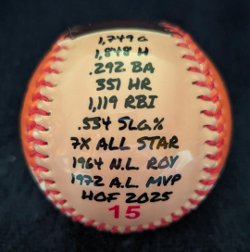 1,749 G
1,848 H
.292 BA
351 HR
1,119 RBI
.534 SLG.%
7X ALL STAR
1964 N.L. ROY
1972 A.L. MVP
HOF 2025
15